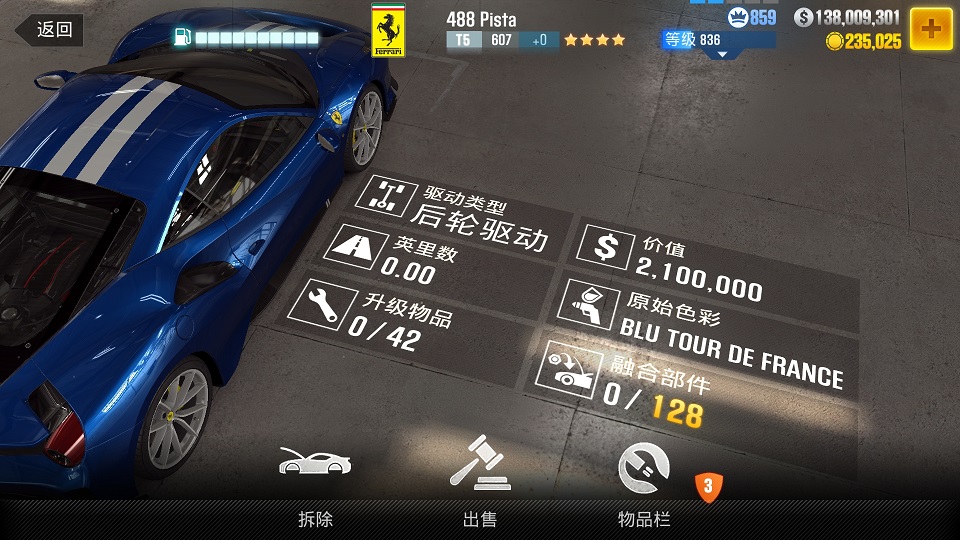 返回
Ferrari
488 Pista
T5 607 +0
859
138,009,301
等级 836
235,025
驱动类型
后轮驱动
英里数
0.00
升级物品
0/42
价值
2,100,000
原始色彩
BLU TOUR DE FRANCE
融合部件
0/128
拆除
出售
物品栏
3